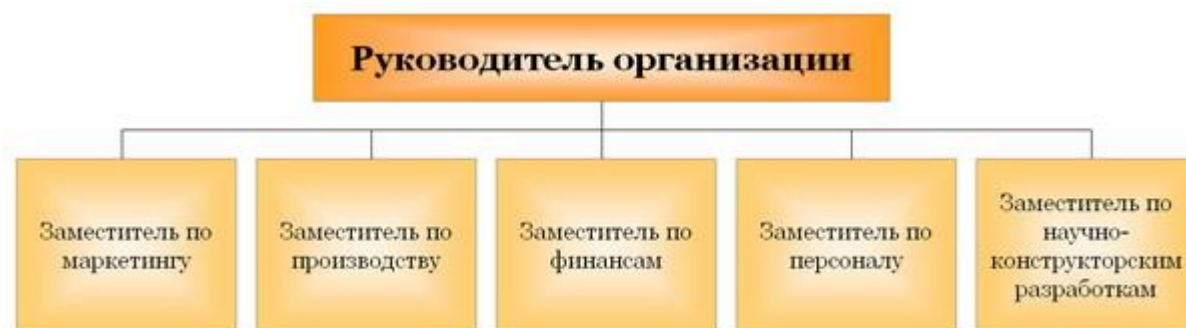 Руководитель организации
Заместитель по
маркетингу
Заместитель по
производству
Заместитель по
финансам
Заместитель по
персоналу
Заместитель по
научно-
конструкторским
разработкам